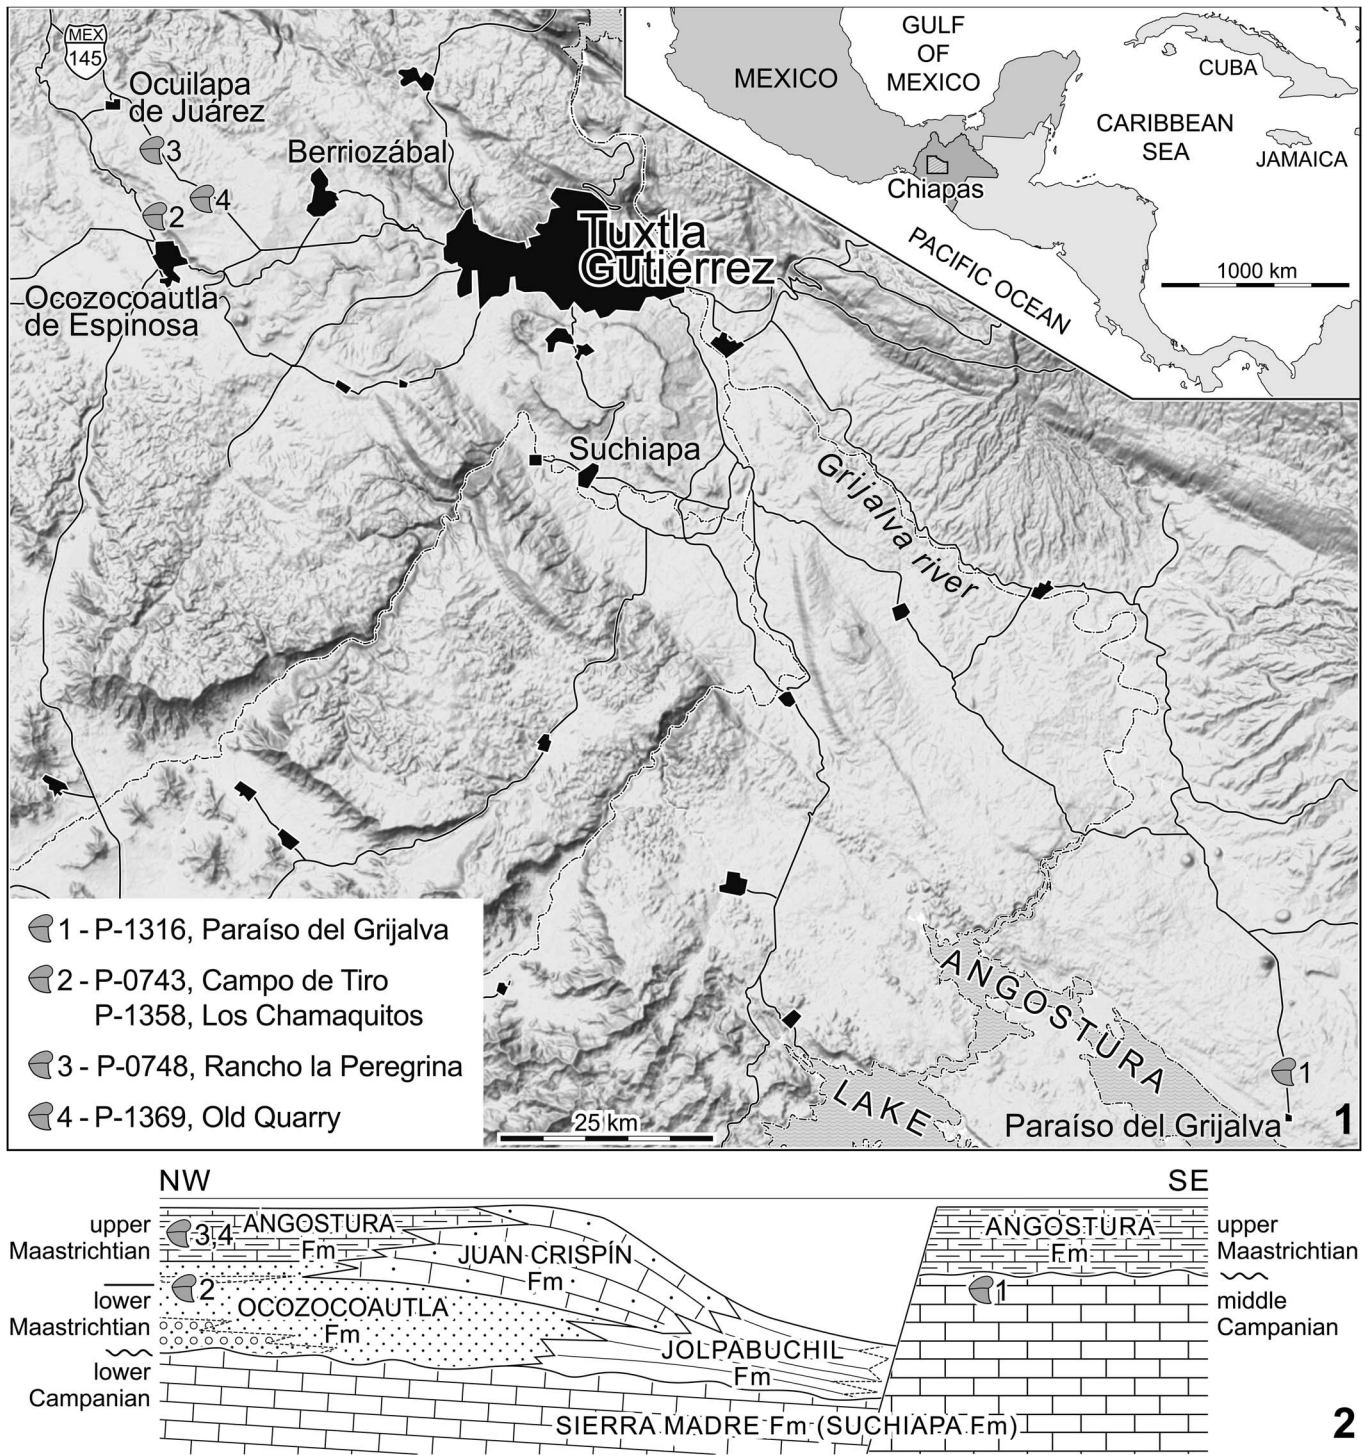 MEX
145
Ocuilapa
de Juárez
3
4
2
Berriozábal
Tuxtla
Gutiérrez
Ocozocoautla
de Espinosa
Suchiapa
Grijalva river
GULF
OF
MEXICO
MEXICO
CUBA
CARIBBEAN
SEA
JAMAICA
Chiapas
PACIFIC OCEAN
1000 km
1 - P-1316, Paraíso del Grijalva
2 - P-0743, Campo de Tiro
P-1358, Los Chamaquitos
3 - P-0748, Rancho la Peregrina
4 - P-1369, Old Quarry
25 km
LAKE
ANGOSTURA
1
Paraíso del Grijalva
1
NW
SE
upper
Maastrichtian
lower
Maastrichtian
lower
Campanian
3,4
ANGOSTURA
Fm
JUAN CRISPÍN
Fm
2
OCOZOCOAUTLA
Fm
JOLPABUCHIL
Fm
SIERRA MADRE Fm (SUCHIAPA Fm)
ANGOSTURA
Fm
1
upper
Maastrichtian
middle
Campanian
2